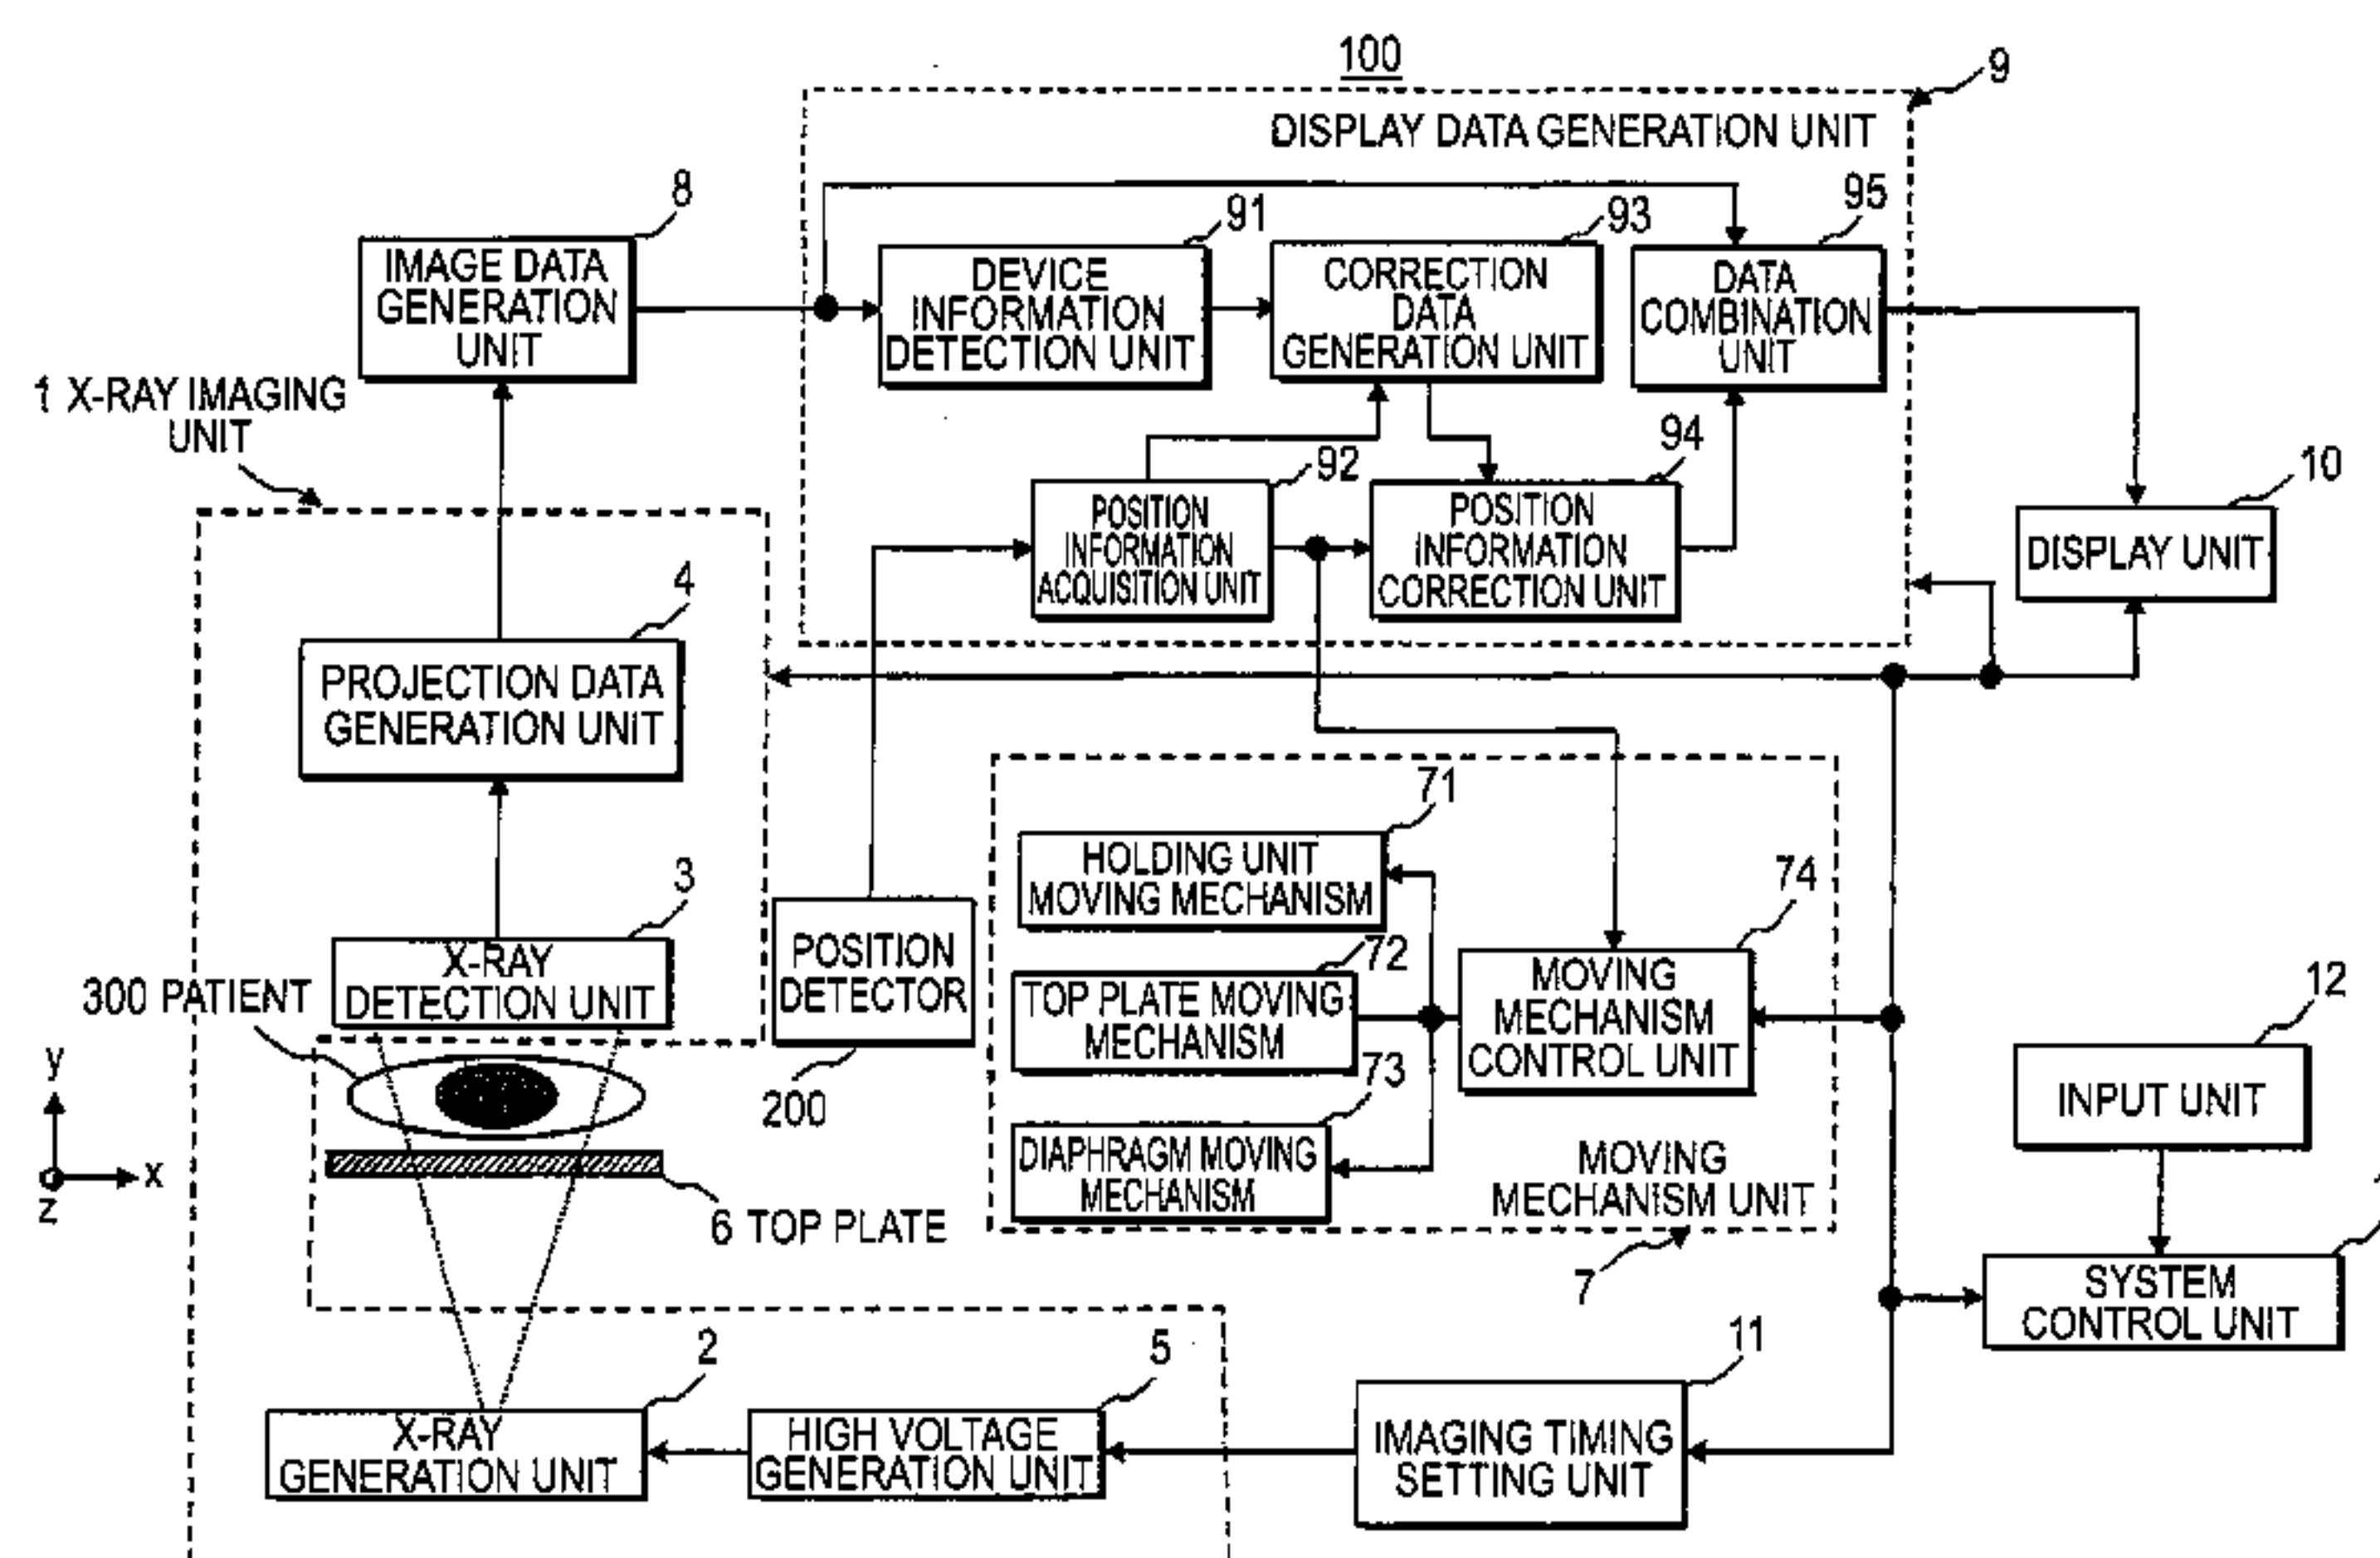 100
9
DISPLAY DATA GENERATION UNIT
8
91
93
95
IMAGE DATA
GENERATION
UNIT
DEVICE
INFORMATION
DETECTION UNIT
CORRECTION
DATA
GENERATION UNIT
DATA
COMBINATION
UNIT
1 X-RAY IMAGING
UNIT
92
94
10
POSITION
INFORMATION
ACQUISITION UNIT
POSITION
INFORMATION
CORRECTION UNIT
DISPLAY UNIT
4
PROJECTION DATA
GENERATION UNIT
71
HOLDING UNIT
MOVING MECHANISM
74
3
X-RAY
DETECTION UNIT
300 PATIENT
POSITION
DETECTOR
200
72
TOP PLATE MOVING
MECHANISM
MOVING
MECHANISM
CONTROL UNIT
12
INPUT UNIT
73
DIAPHRAGM MOVING
MECHANISM
MOVING
MECHANISM UNIT
7
y
x
z
6 TOP PLATE
SYSTEM
CONTROL UNIT
2
5
11
X-RAY
GENERATION UNIT
HIGH VOLTAGE
GENERATION UNIT
IMAGING TIMING
SETTING UNIT